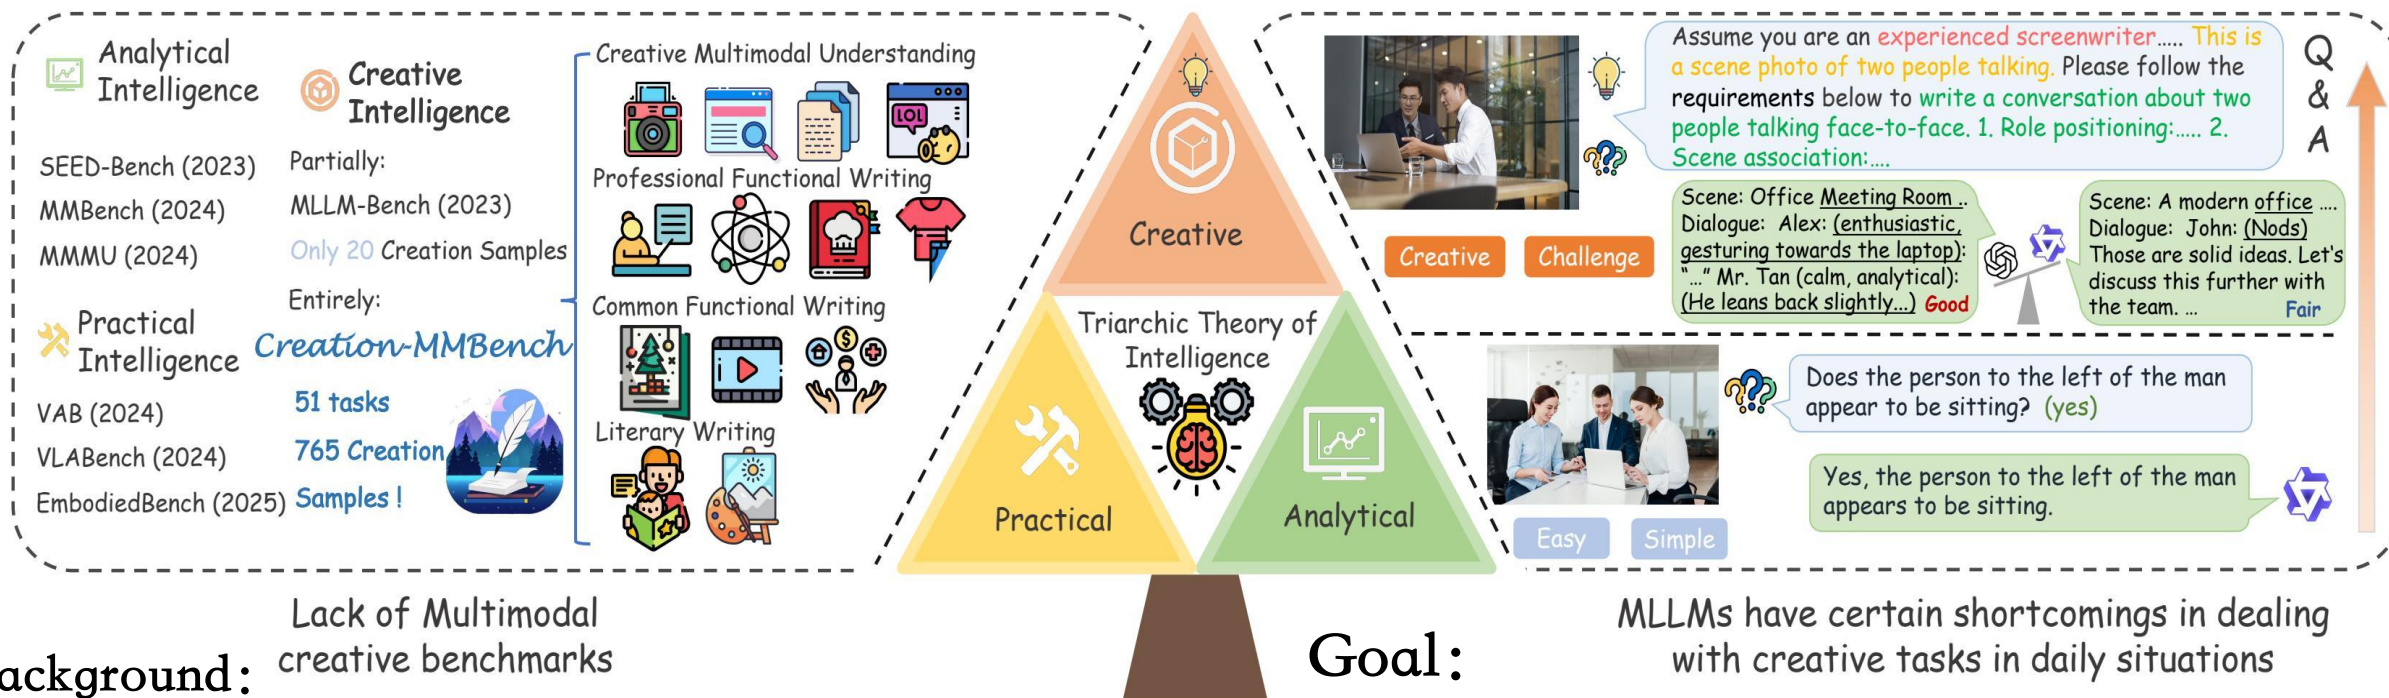 Analytical
Intelligence
SEED-Bench (2023)
MMBench (2024)
MMMU (2024)
Practical
Intelligence
VAB (2024)
VLABench (2024)
EmbodiedBench (2025)
Creative
Intelligence
Partially:
MLLM-Bench (2023)
Only 20 Creation Samples
Entirely:
Creation-MMBench
51 tasks
765 Creation
Samples !
Creative Multimodal Understanding
LOL
Professional Functional Writing
Common Functional Writing
Literary Writing
Lack of Multimodal
creative benchmarks
ackground:
Creative
Triarchic Theory of
Intelligence
Practical
Analytical
Assume you are an experienced screenwriter..... This is
a scene photo of two people talking. Please follow the
requirements below to write a conversation about two
people talking face-to-face. 1. Role positioning:..... 2.
Scene association:....
Q
&
A
Creative
Challenge
Scene: Office Meeting Room ..
Dialogue: Alex: (enthusiastic,
gesturing towards the laptop):
"..." Mr. Tan (calm, analytical):
(He leans back slightly...) Good
Scene: A modern office ....
Dialogue: John: (Nods)
Those are solid ideas. Let's
discuss this further with
the team. ... Fair
Does the person to the left of the man
appear to be sitting? (yes)
Yes, the person to the left of the man
appears to be sitting.
Easy
Simple
Goal:
MLLMs have certain shortcomings in dealing
with creative tasks in daily situations